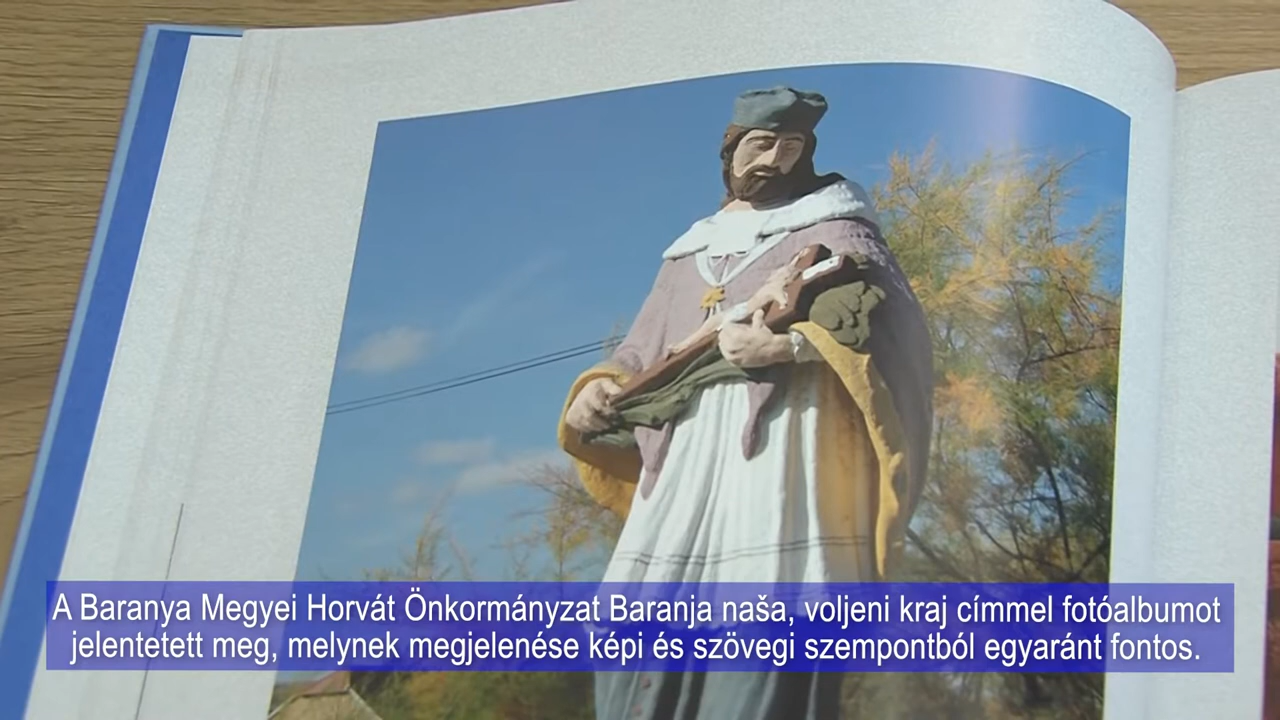 A Baranya Megyei Horvát Önkormányzat Baranja naša, voljeni kraj címmel fotóalbumot
jelentetett meg, melynek megjelenése képi és szövegi szempontból egyaránt fontos.